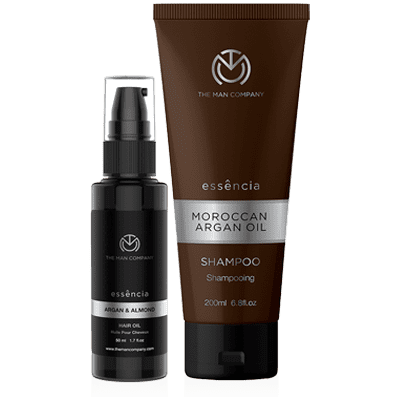 THE MAN COMPANY
essência
ARGAN & ALMOND
HAIR OIL
Huile Pour Cheveux
50 ml 1.7 fl.oz
www.themancompany.com
THE MAN COMPANY
essência
MOROCCAN
ARGAN OIL
SHAMPOO
Shampooing
200ml 6.8fl.oz